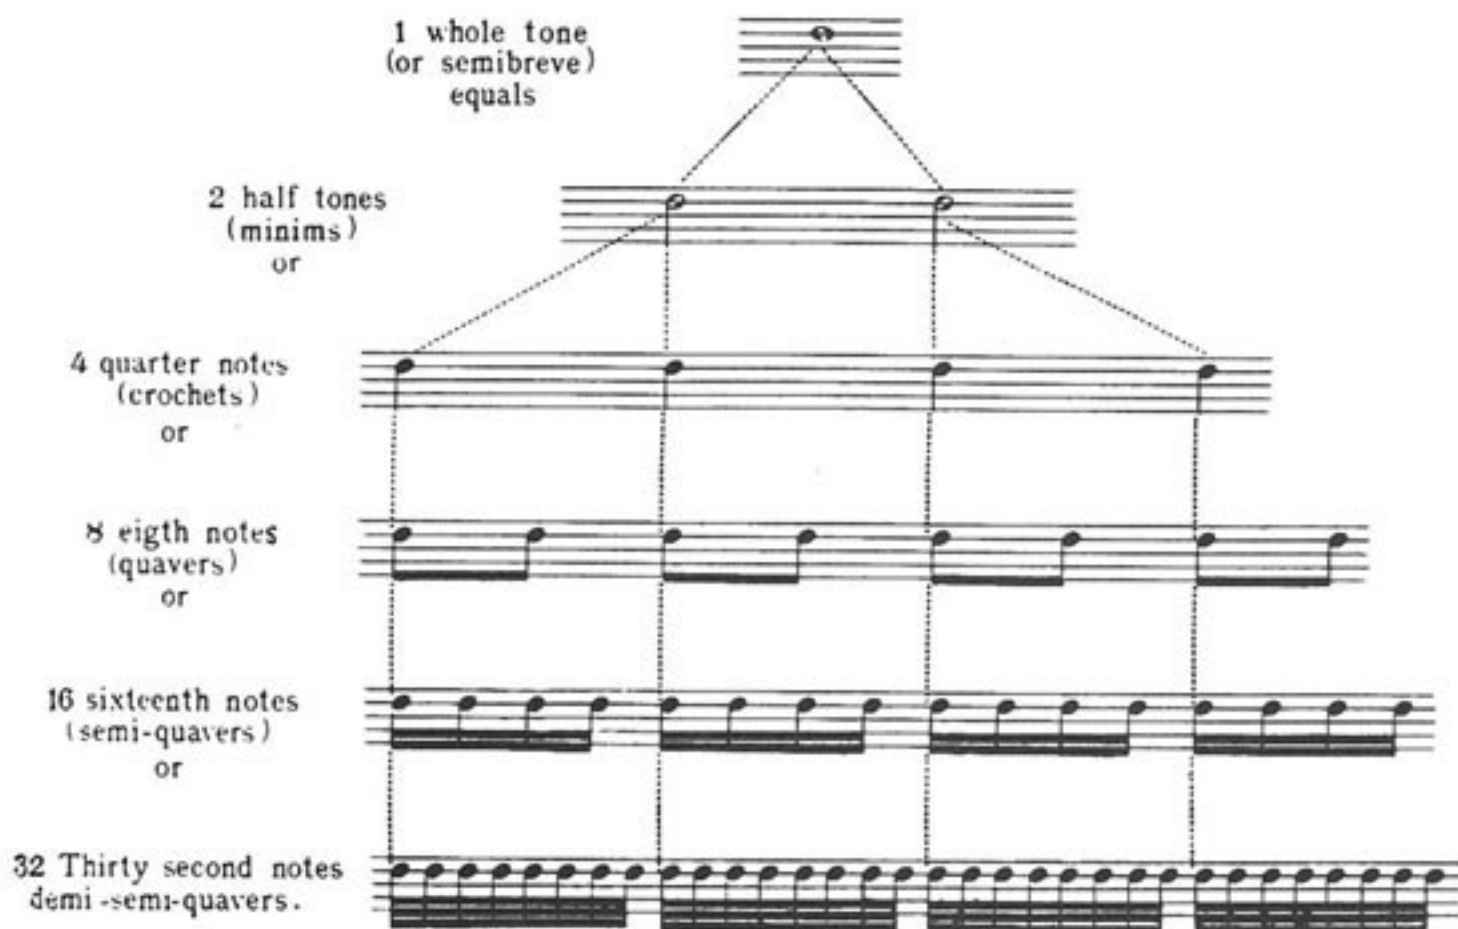 1 whole tone
(or semibreve)
equals
2 half tones
(minims)
or
4 quarter notes
(crochets)
or
8 eigth notes
(quavers)
or
16 sixteenth notes
(semi-quavers)
or
32 Thirty second notes
demi-semi-quavers.